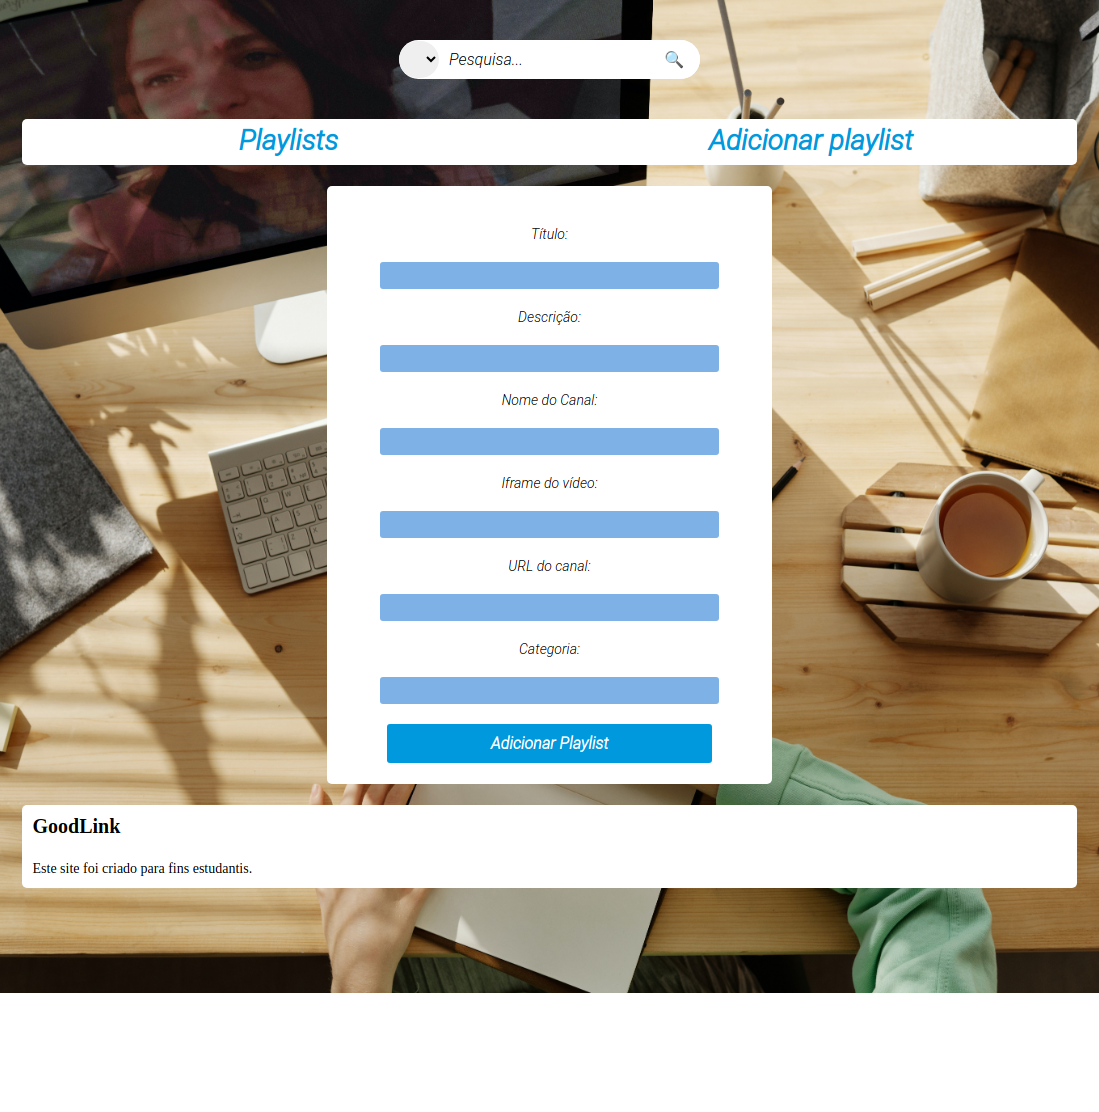 Pesquisa...
Playlists
Adicionar playlist
Título:
Descrição:
Nome do Canal:
Iframe do vídeo:
URL do canal:
Categoria:
Adicionar Playlist
GoodLink
Este site foi criado para fins estudantis.